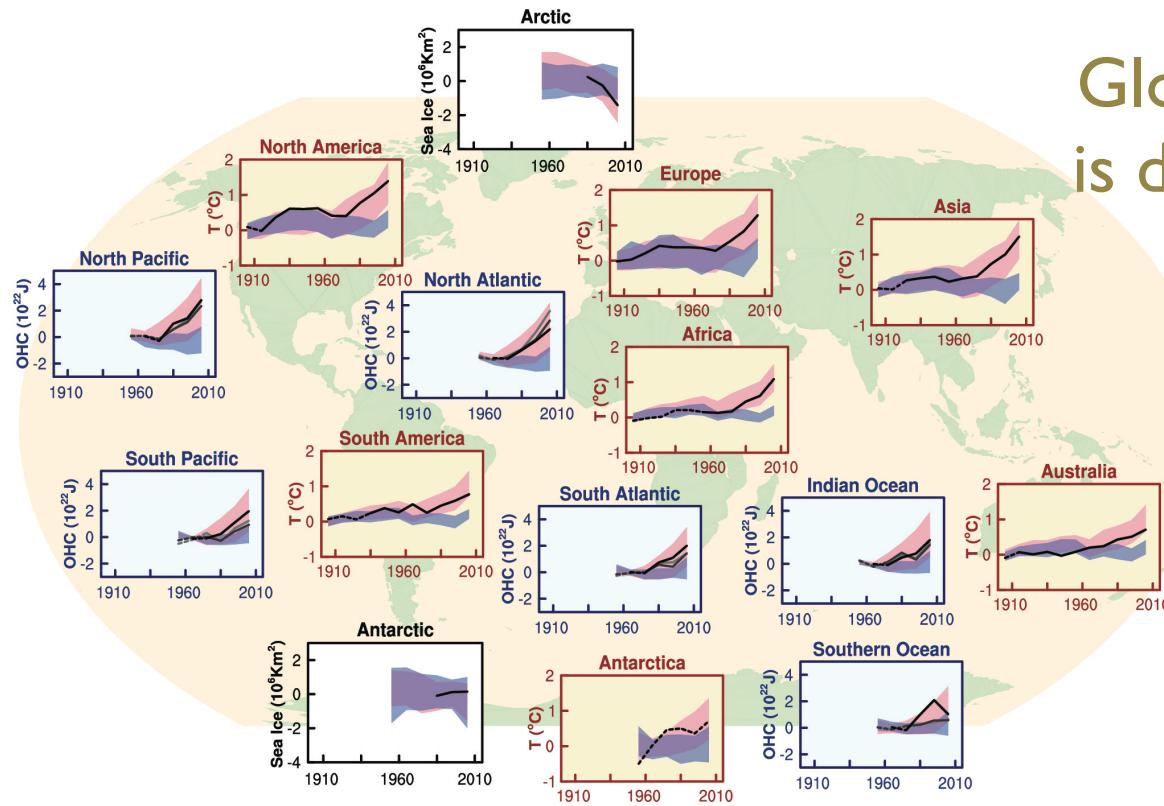 Arctic
Sea Ice (10⁶Km²)
2
0
-2
-4
1910 1960 2010
Glo
is d
North America
T (°C)
2
1
0
-1
1910 1960 2010
Europe
T (°C)
2
1
0
-1
1910 1960 2010
Asia
T (°C)
2
1
0
-1
1910 1960 2010
North Pacific
OHC (10²²J)
4
2
0
-2
1910 1960 2010
North Atlantic
OHC (10²²J)
4
2
0
-2
1910 1960 2010
Africa
T (°C)
2
1
0
-1
1910 1960 2010
South Pacific
OHC (10²²J)
4
2
0
-2
1910 1960 2010
South America
T (°C)
2
1
0
-1
1910 1960 2010
South Atlantic
OHC (10²²J)
4
2
0
-2
1910 1960 2010
Indian Ocean
OHC (10²²J)
4
2
0
-2
1910 1960 2010
Australia
T (°C)
2
1
0
-1
1910 1960 2010
Antarctic
Sea Ice (10⁶Km²)
2
0
-2
-4
1910 1960 2010
Antarctica
T (°C)
2
1
0
-1
1910 1960 2010
Southern Ocean
OHC (10²²J)
4
2
0
-2
1910 1960 2010